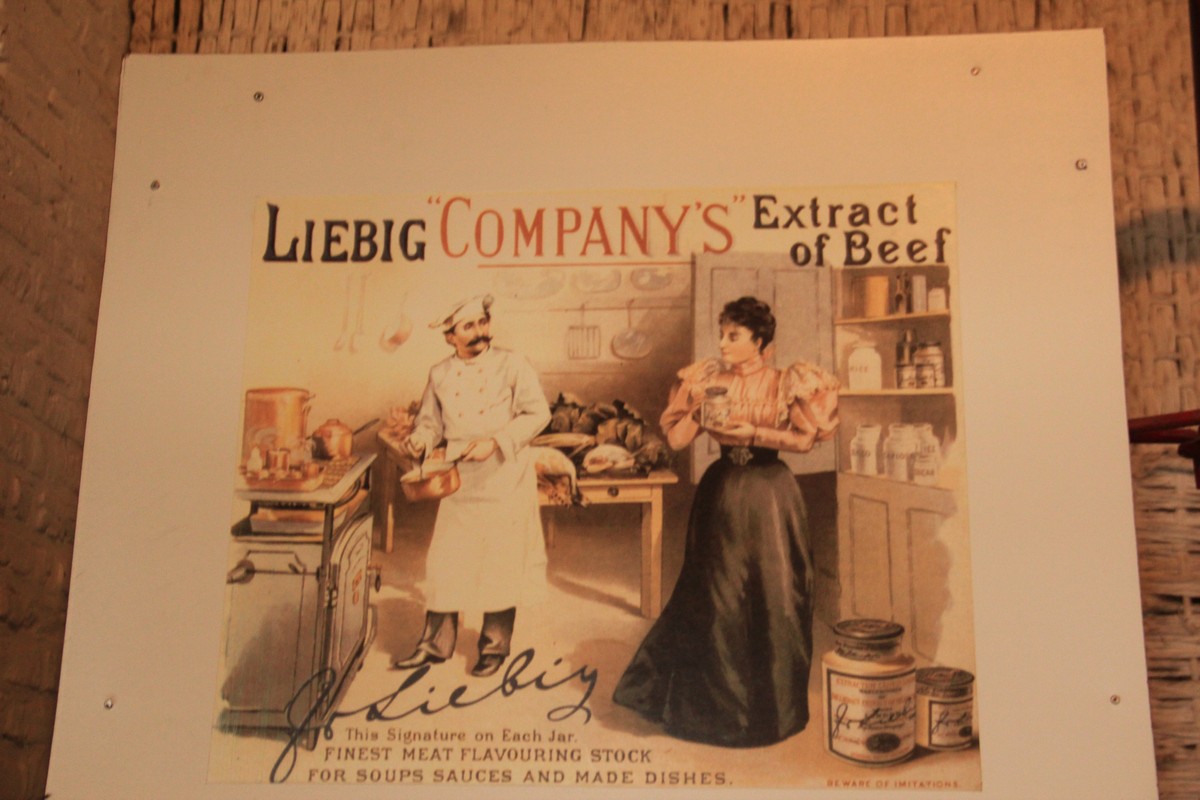 LIEBIG "COMPANY'S" Extract
of Beef
J v Liebig
This Signature on Each Jar.
FINEST MEAT FLAVOURING STOCK
FOR SOUPS SAUCES AND MADE DISHES.
BEWARE OF IMITATIONS.